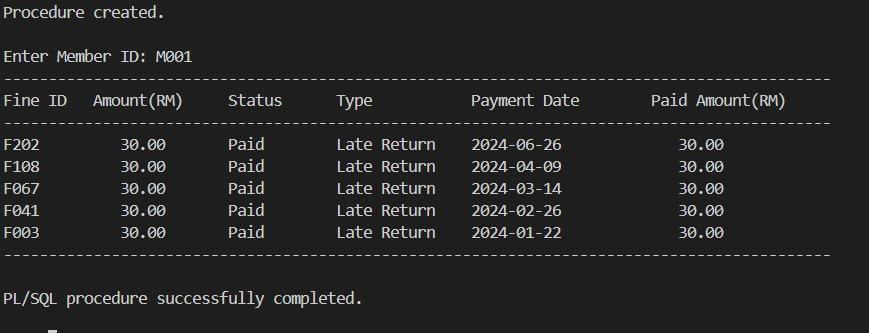 Procedure created.
Enter Member ID: M001
--------------------------------------------------------------------------------------------
Fine ID   Amount(RM)     Status      Type           Payment Date        Paid Amount(RM)
--------------------------------------------------------------------------------------------
F202         30.00       Paid        Late Return    2024-06-26             30.00
F108         30.00       Paid        Late Return    2024-04-09             30.00
F067         30.00       Paid        Late Return    2024-03-14             30.00
F041         30.00       Paid        Late Return    2024-02-26             30.00
F003         30.00       Paid        Late Return    2024-01-22             30.00
--------------------------------------------------------------------------------------------
PL/SQL procedure successfully completed.